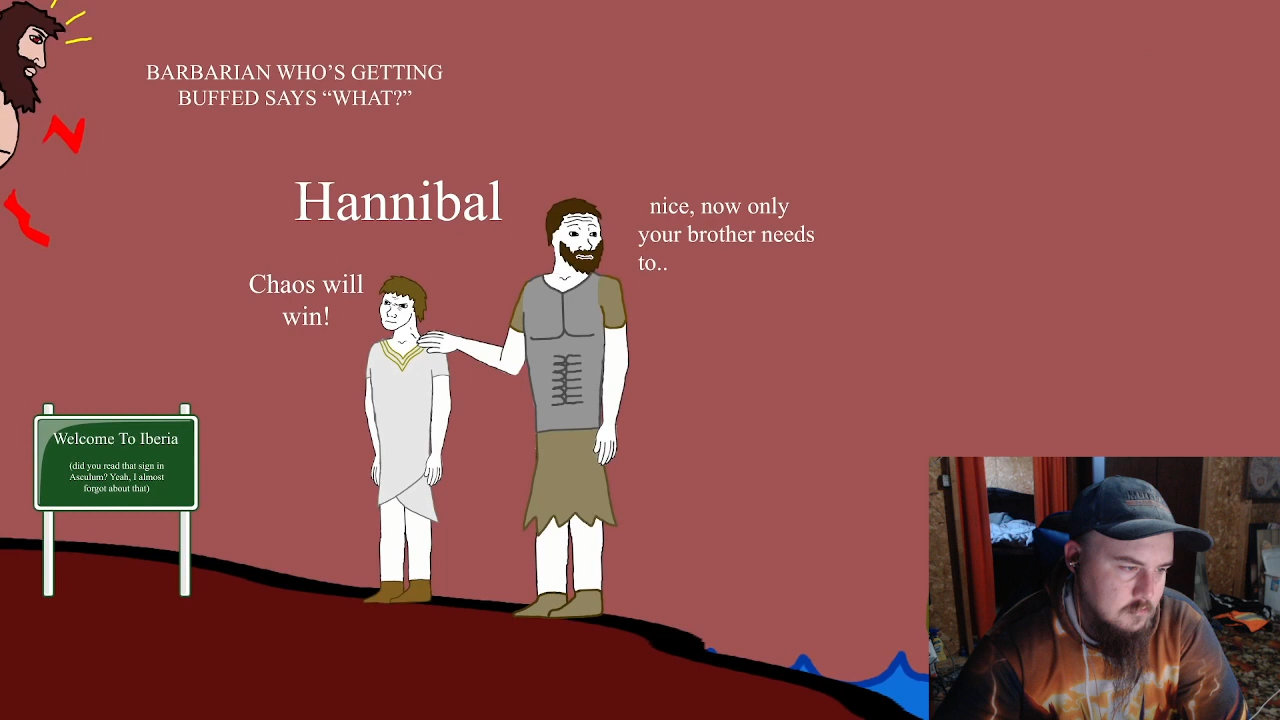 BARBARIAN WHO’S GETTING
BUFFED SAYS “WHAT?”
Hannibal
nice, now only
your brother needs
to..
Chaos will
win!
Welcome To Iberia
(did you read that sign in
Asculum? Yeah, I almost
forgot about that)